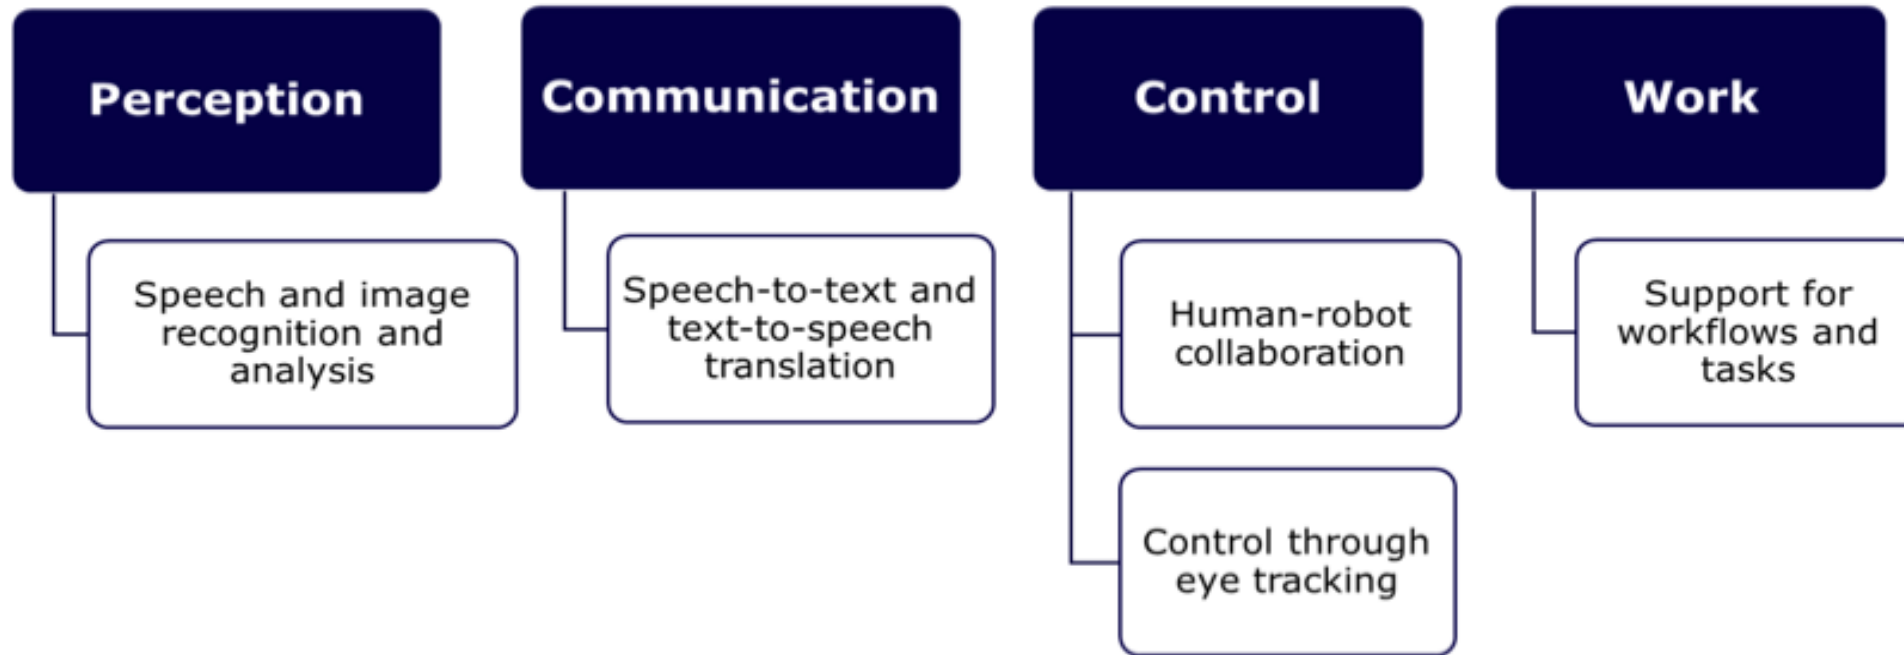 Perception
Speech and image
recognition and
analysis
Communication
Speech-to-text and
text-to-speech
translation
Control
Human-robot
collaboration
Control through
eye tracking
Work
Support for
workflows and
tasks